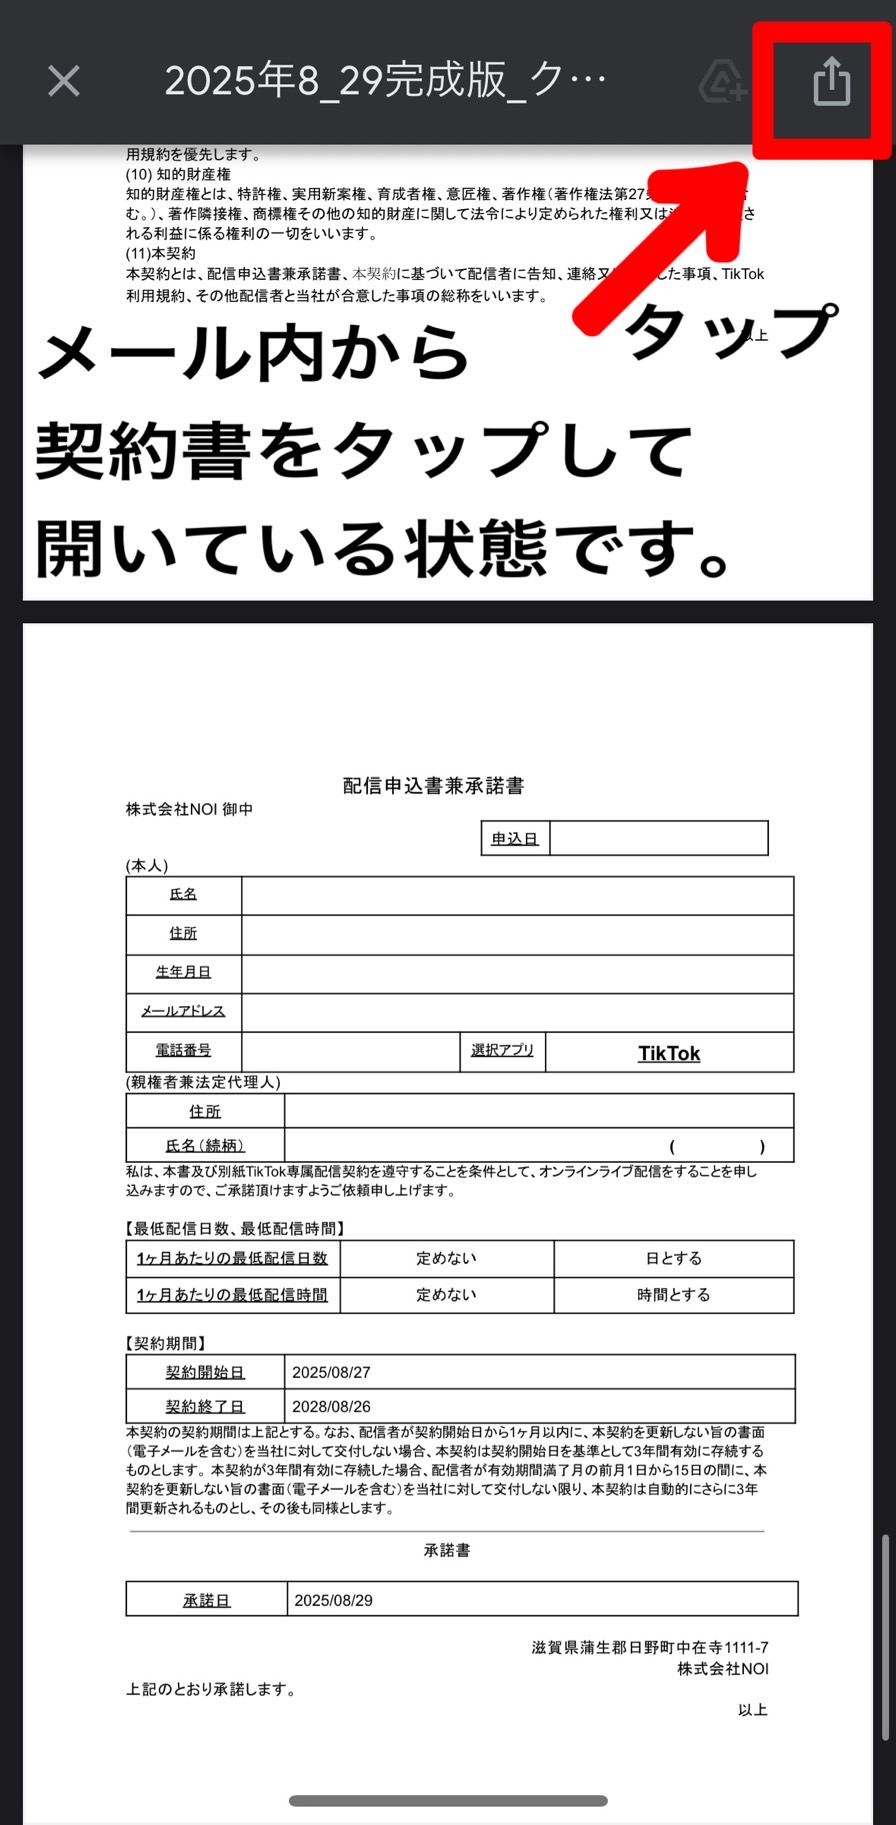 2025年8_29完成版_ク…
用規約を優先します。
(10) 知的財産権
知的財産権とは、特許権、実用新案権、育成者権、意匠権、著作権(著作権法第27
む。)、著作隣接権、商標権その他の知的財産に関して法令により定められた権利又は
れる利益に係る権利の一切をいいます。
(11)本契約
本契約とは、配信申込書兼承諾書、本契約に基づいて配信者に告知、連絡又 した事項、TikTok
利用規約、その他配信者と当社が合意した事項の総称をいいます。
以上
タップ
メール内から
契約書をタップして
開いている状態です。
配信申込書兼承諾書
株式会社NOI 御中
申込日
(本人)
氏名
住所
生年月日
メールアドレス
電話番号 選択アプリ TikTok
(親権者兼法定代理人)
住所
氏名(続柄) ( )
私は、本書及び別紙TikTok専属配信契約を遵守することを条件として、オンラインライブ配信をすることを申し
込みますので、ご承諾頂けますようご依頼申し上げます。
【最低配信日数、最低配信時間】
1ヶ月あたりの最低配信日数 定めない 日とする
1ヶ月あたりの最低配信時間 定めない 時間とする
【契約期間】
契約開始日 2025/08/27
契約終了日 2028/08/26
本契約の契約期間は上記とする。なお、配信者が契約開始日から1ヶ月以内に、本契約を更新しない旨の書面
(電子メールを含む)を当社に対して交付しない場合、本契約は契約開始日を基準として3年間有効に存続する
ものとします。本契約が3年間有効に存続した場合、配信者が有効期間満了月の前月1日から15日の間に、本
契約を更新しない旨の書面(電子メールを含む)を当社に対して交付しない限り、本契約は自動的にさらに3年
間更新されるものとし、その後も同様とします。
承諾書
承諾日 2025/08/29
滋賀県蒲生郡日野町中在寺1111-7
株式会社NOI
上記のとおり承諾します。
以上